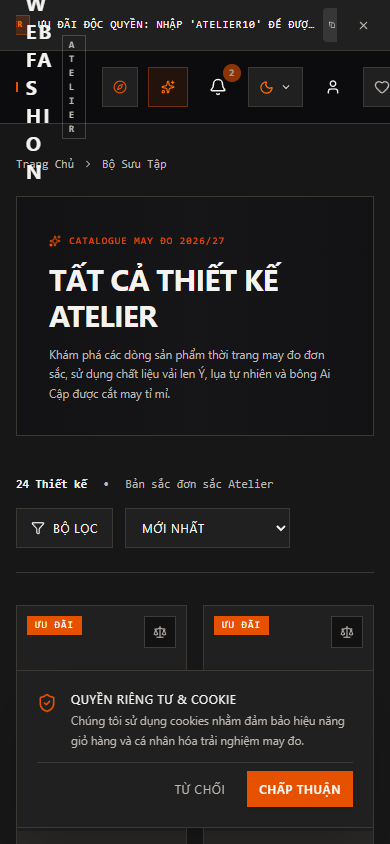 ƯU ĐÃI ĐỘC QUYỀN: NHẬP 'ATELIER10' ĐỂ ĐƯỢ…
WEB FASHION
ATELIER
2
Trang Chủ > Bộ Sưu Tập
CATALOGUE MAY ĐO 2026/27
TẤT CẢ THIẾT KẾ
ATELIER
Khám phá các dòng sản phẩm thời trang may đo đơn
sắc, sử dụng chất liệu vải len Ý, lụa tự nhiên và bông Ai
Cập được cắt may tỉ mỉ.
24 Thiết kế • Bản sắc đơn sắc Atelier
BỘ LỌC
MỚI NHẤT
ƯU ĐÃI
ƯU ĐÃI
QUYỀN RIÊNG TƯ & COOKIE
Chúng tôi sử dụng cookies nhằm đảm bảo hiệu năng
giỏ hàng và cá nhân hóa trải nghiệm may đo.
TỪ CHỐI
CHẤP THUẬN